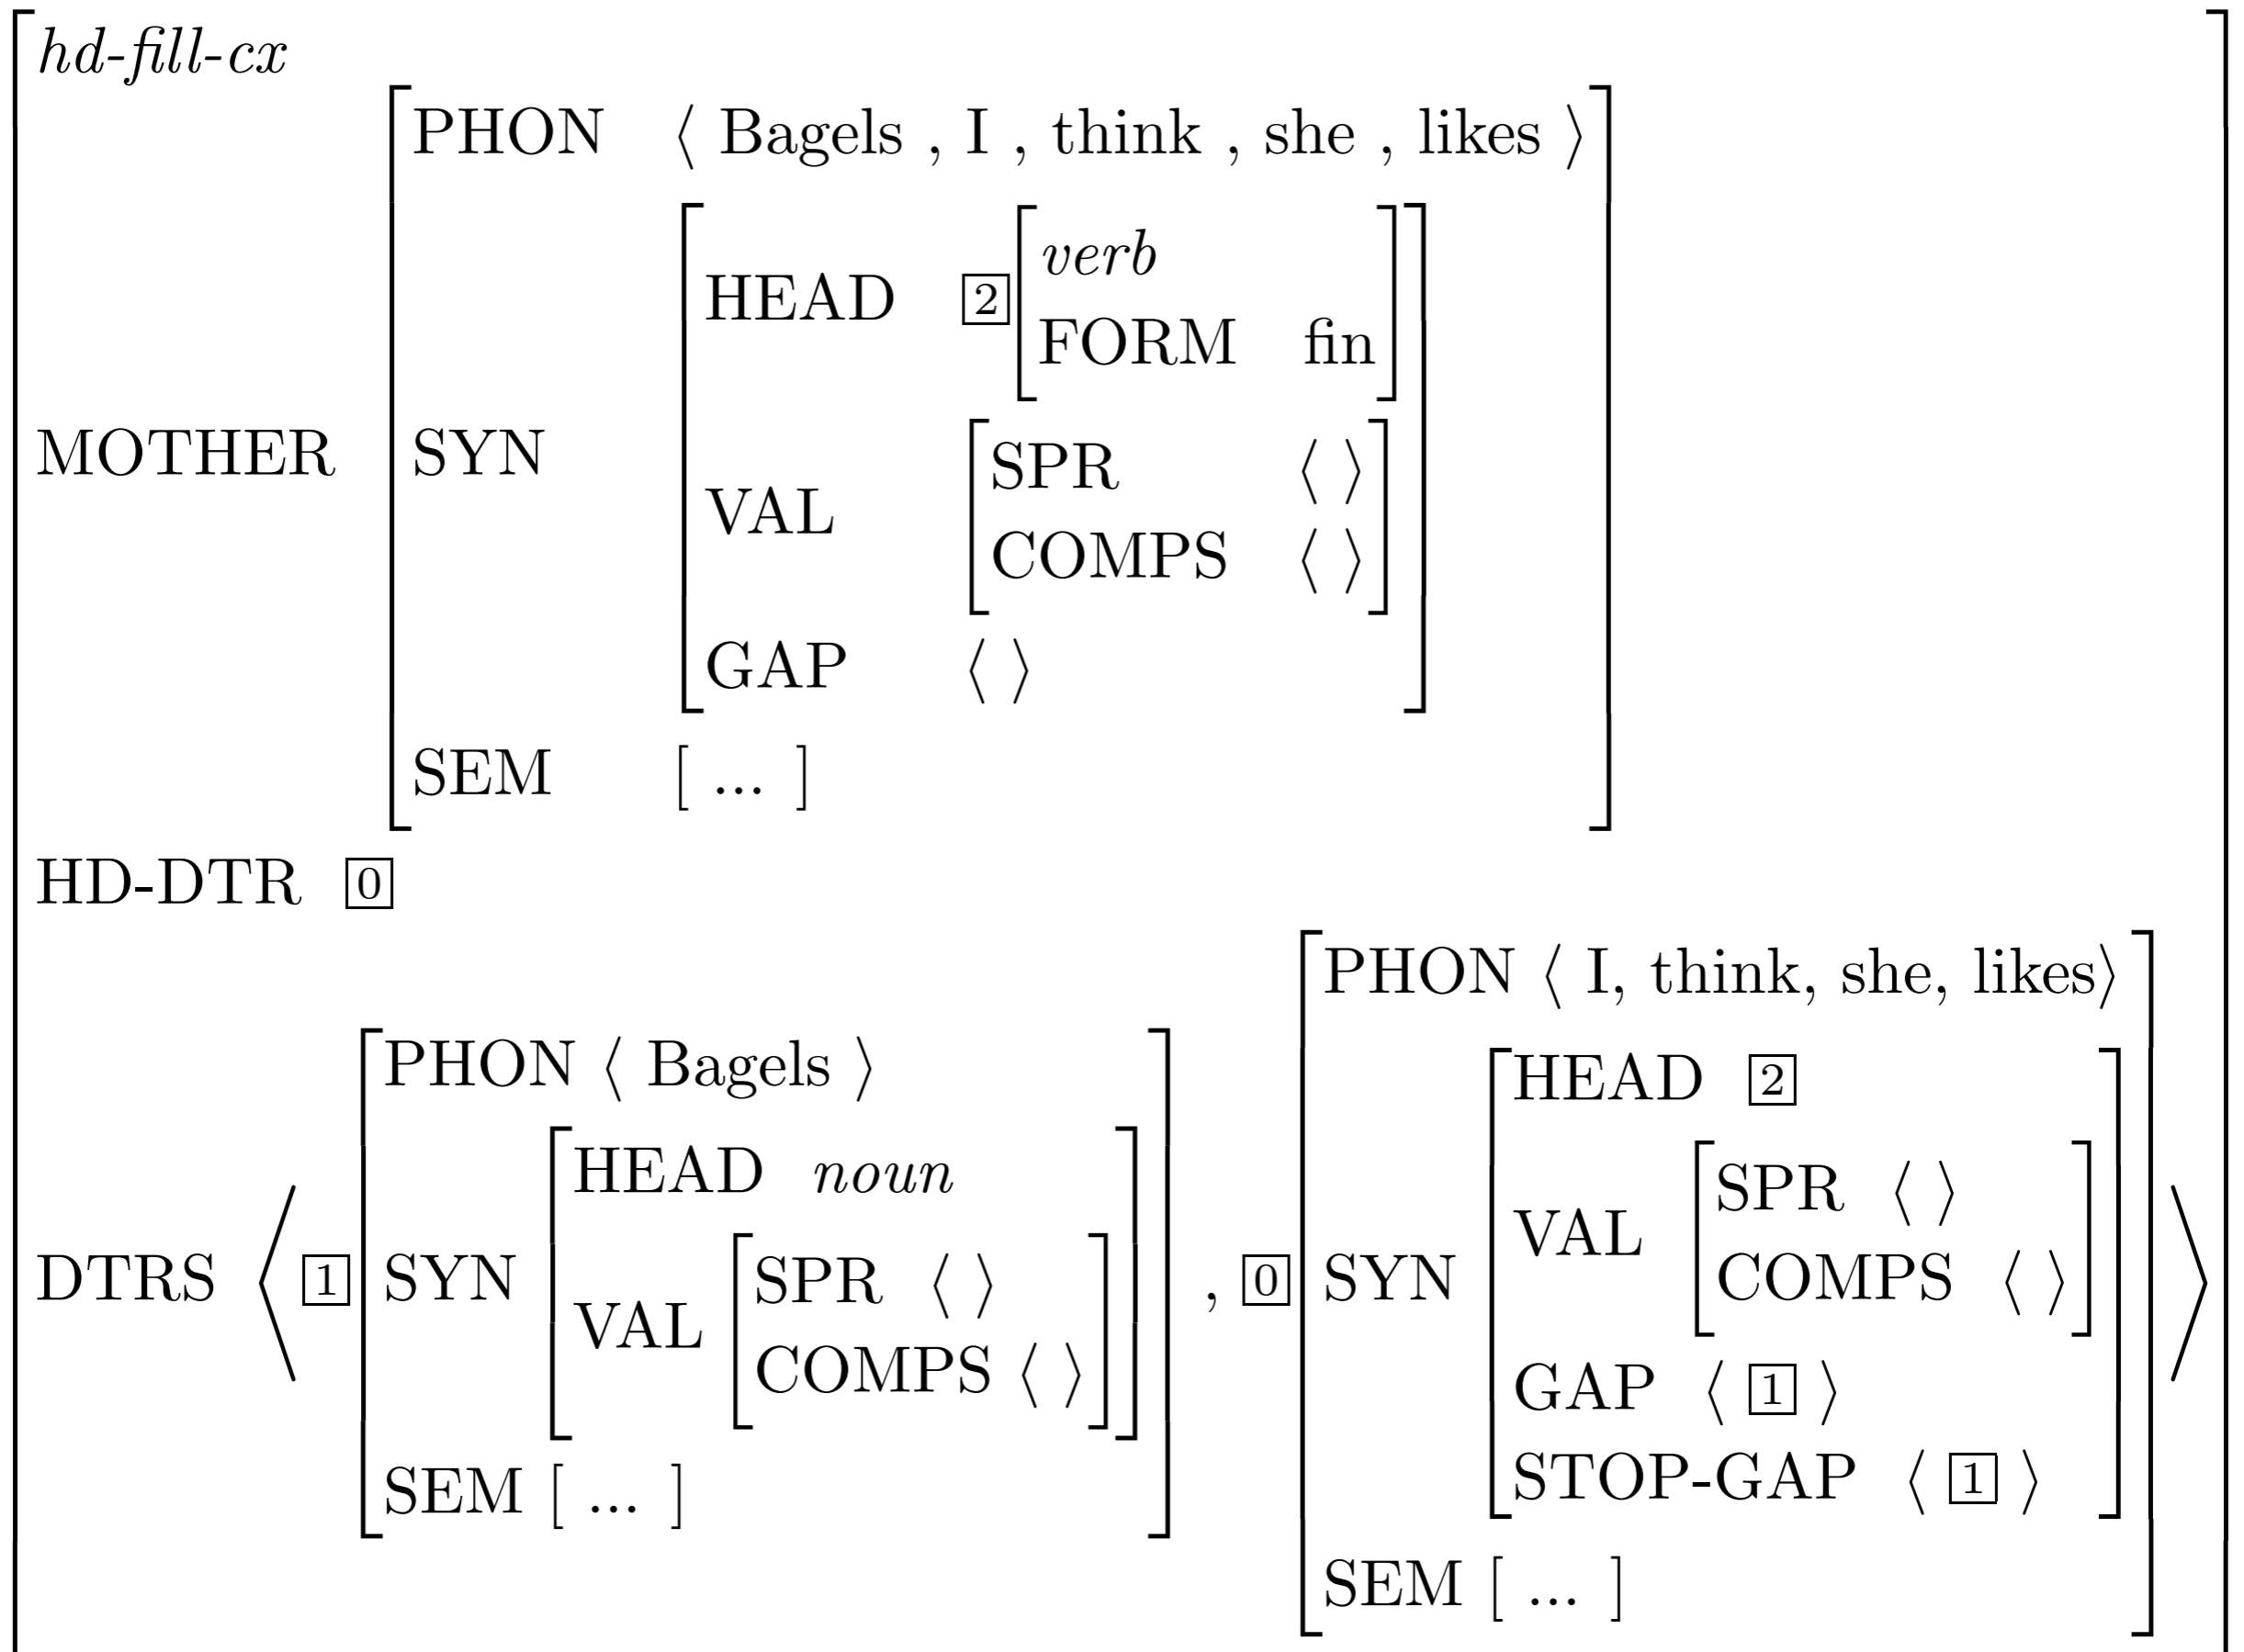 hd-fill-cx
PHON ⟨ Bagels , I , think , she , likes ⟩
verb
HEAD 2
FORM fin
MOTHER SYN
SPR ⟨ ⟩
VAL
COMPS ⟨ ⟩
GAP ⟨ ⟩
SEM [ ... ]
HD-DTR 0
PHON ⟨ I, think, she, likes⟩
PHON ⟨ Bagels ⟩
HEAD 2
HEAD noun
SPR ⟨ ⟩
VAL
DTRS ⟨ 1 SYN
SPR ⟨ ⟩
, 0 SYN
COMPS ⟨ ⟩ ⟩
VAL
COMPS ⟨ ⟩
GAP ⟨ 1 ⟩
STOP-GAP ⟨ 1 ⟩
SEM [ ... ]
SEM [ ... ]